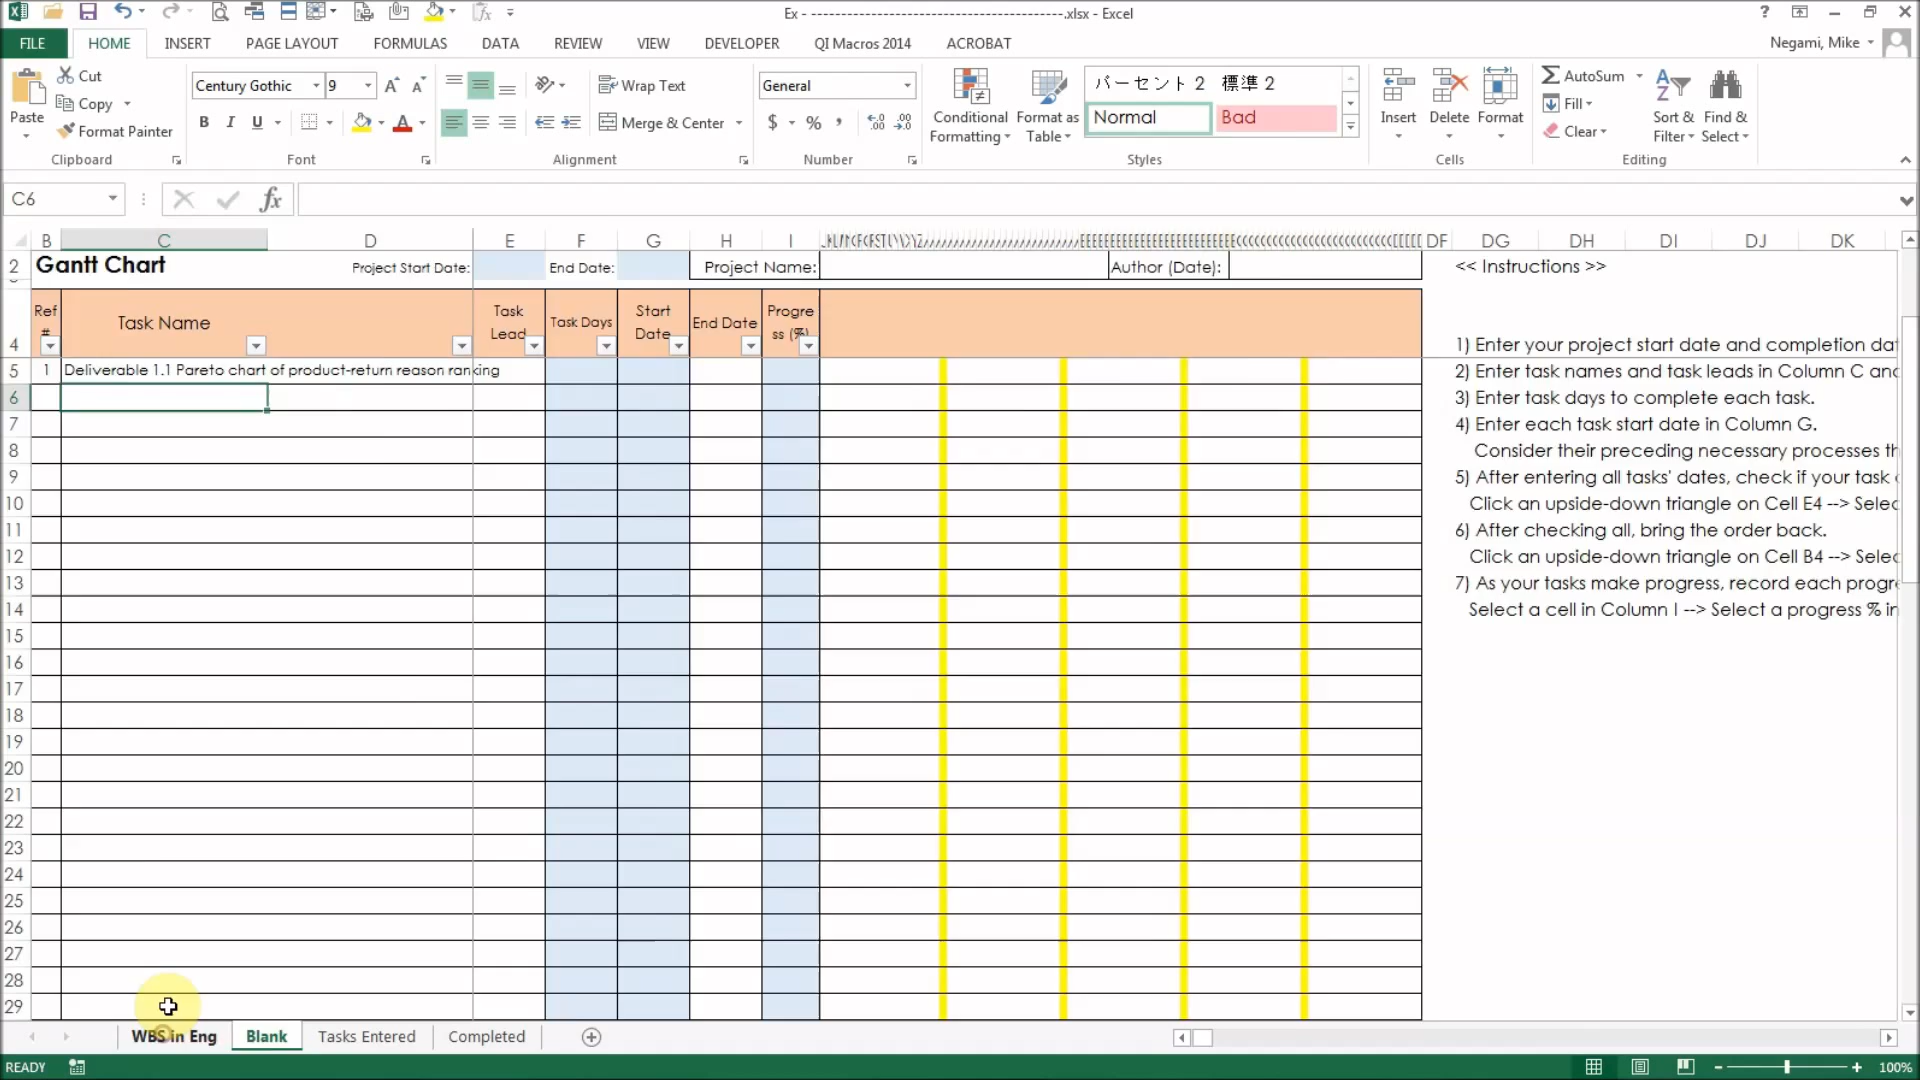 Ex - ------------------------------------------.xlsx - Excel
FILE HOME INSERT PAGE LAYOUT FORMULAS DATA REVIEW VIEW DEVELOPER QI Macros 2014 ACROBAT Negami, Mike
Paste Cut Copy Format Painter Clipboard
Century Gothic 9 B I U Font
Wrap Text Merge & Center Alignment
General $ % , Number
Conditional Formatting Format as Table
パーセント 2 標準 2
Normal Bad
Styles
Insert Delete Format Cells
AutoSum Fill Clear Sort & Filter Find & Select Editing
C6 fx
B C D E F G H I DF DG DH DI DJ DK
2 Gantt Chart Project Start Date: End Date: Project Name: Author (Date): << Instructions >>
4 Ref # Task Name Task Lead Task Days Start Date End Date Progress (%)
1) Enter your project start date and completion dat
5 1 Deliverable 1.1 Pareto chart of product-return reason ranking 2) Enter task names and task leads in Column C and
6 3) Enter task days to complete each task.
7 4) Enter each task start date in Column G.
8 Consider their preceding necessary processes th
9 5) After entering all tasks' dates, check if your task
10 Click an upside-down triangle on Cell E4 --> Selec
11 6) After checking all, bring the order back.
12 Click an upside-down triangle on Cell B4 --> Selec
13 7) As your tasks make progress, record each progre
14 Select a cell in Column I --> Select a progress % in
15
16
17
18
19
20
21
22
23
24
25
26
27
28
29
WBS in Eng Blank Tasks Entered Completed
READY 100%